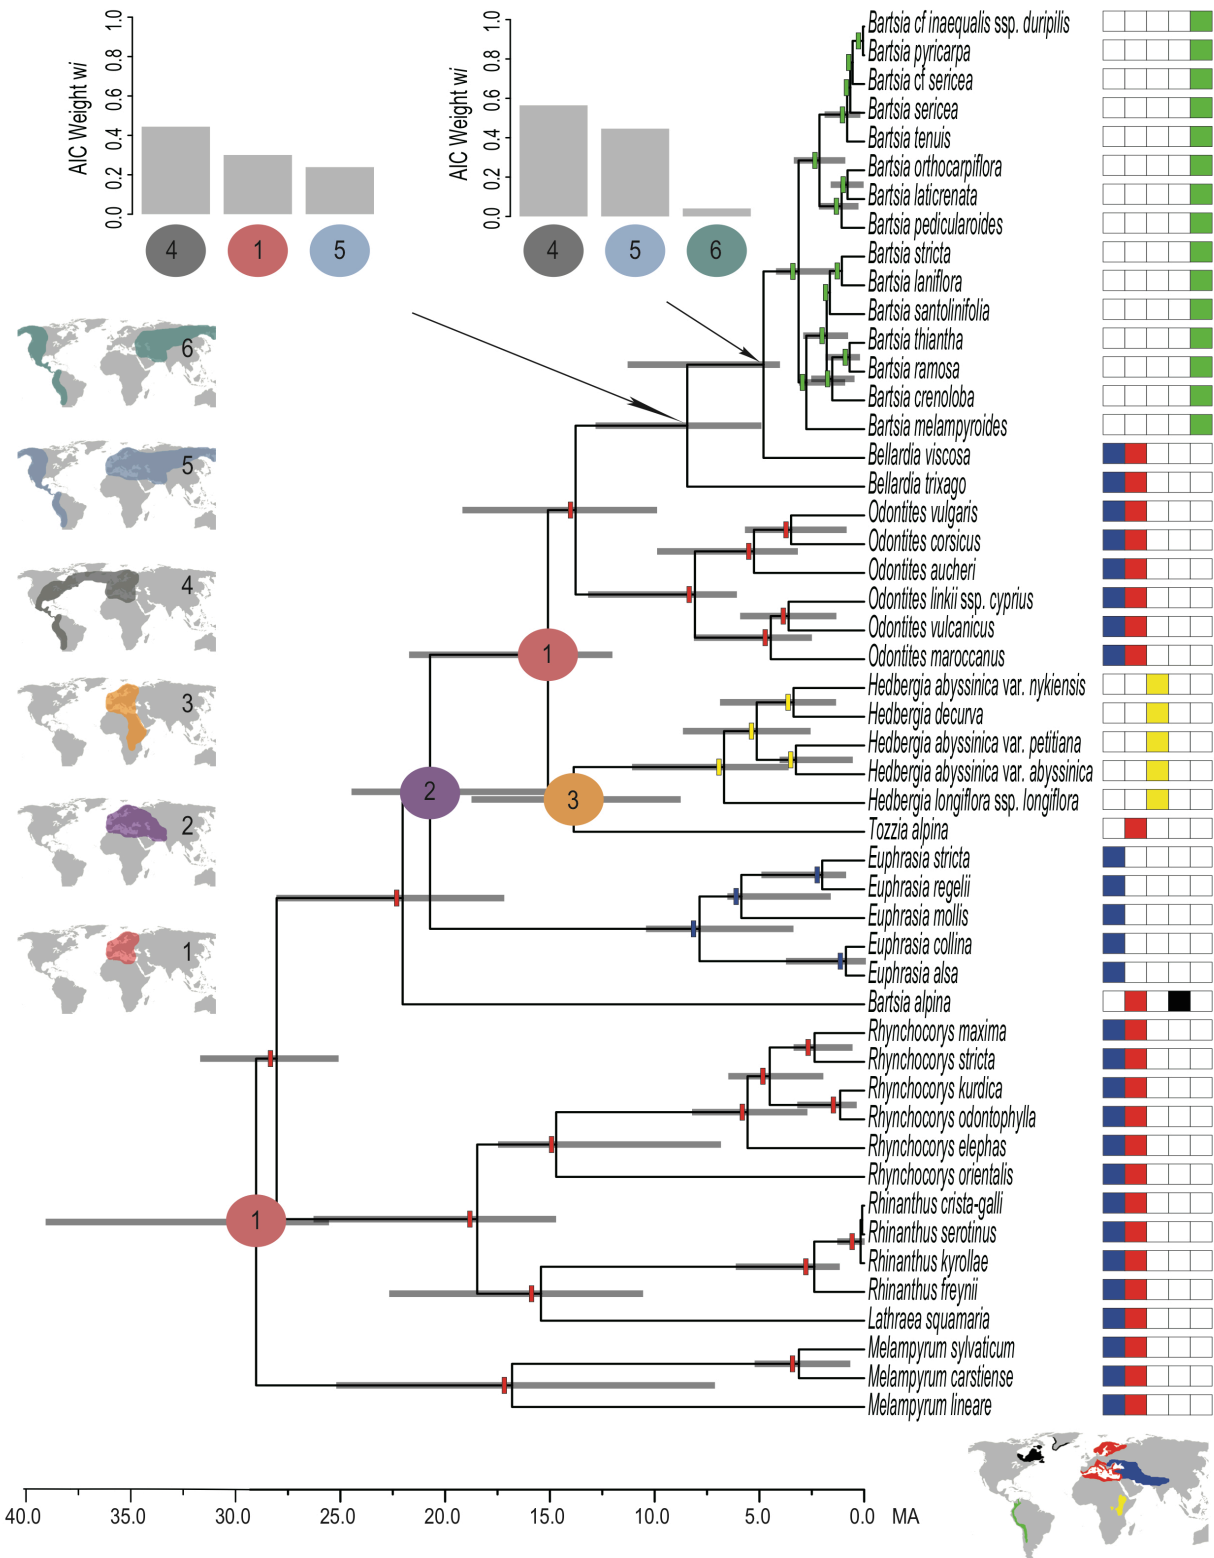 AIC Weight wi
1.0
0.8
0.6
0.4
0.2
0.0
4 1 5
AIC Weight wi
1.0
0.8
0.6
0.4
0.2
0.0
4 5 6
6
5
4
3
2
1
1
2
3
1
Bartsia cf inaequalis ssp. duripilis
Bartsia pyricarpa
Bartsia cf sericea
Bartsia sericea
Bartsia tenuis
Bartsia orthocarpiflora
Bartsia laticrenata
Bartsia pedicularoides
Bartsia stricta
Bartsia laniflora
Bartsia santolinifolia
Bartsia thiantha
Bartsia ramosa
Bartsia crenoloba
Bartsia melampyroides
Bellardia viscosa
Bellardia trixago
Odontites vulgaris
Odontites corsicus
Odontites aucheri
Odontites linkii ssp. cyprius
Odontites vulcanicus
Odontites maroccanus
Hedbergia abyssinica var. nykiensis
Hedbergia decurva
Hedbergia abyssinica var. petitiana
Hedbergia abyssinica var. abyssinica
Hedbergia longiflora ssp. longiflora
Tozzia alpina
Euphrasia stricta
Euphrasia regelii
Euphrasia mollis
Euphrasia collina
Euphrasia alsa
Bartsia alpina
Rhynchocorys maxima
Rhynchocorys stricta
Rhynchocorys kurdica
Rhynchocorys odontophylla
Rhynchocorys elephas
Rhynchocorys orientalis
Rhinanthus crista-galli
Rhinanthus serotinus
Rhinanthus kyrollae
Rhinanthus freynii
Lathraea squamaria
Melampyrum sylvaticum
Melampyrum carstiense
Melampyrum lineare
40.0 35.0 30.0 25.0 20.0 15.0 10.0 5.0 0.0 MA